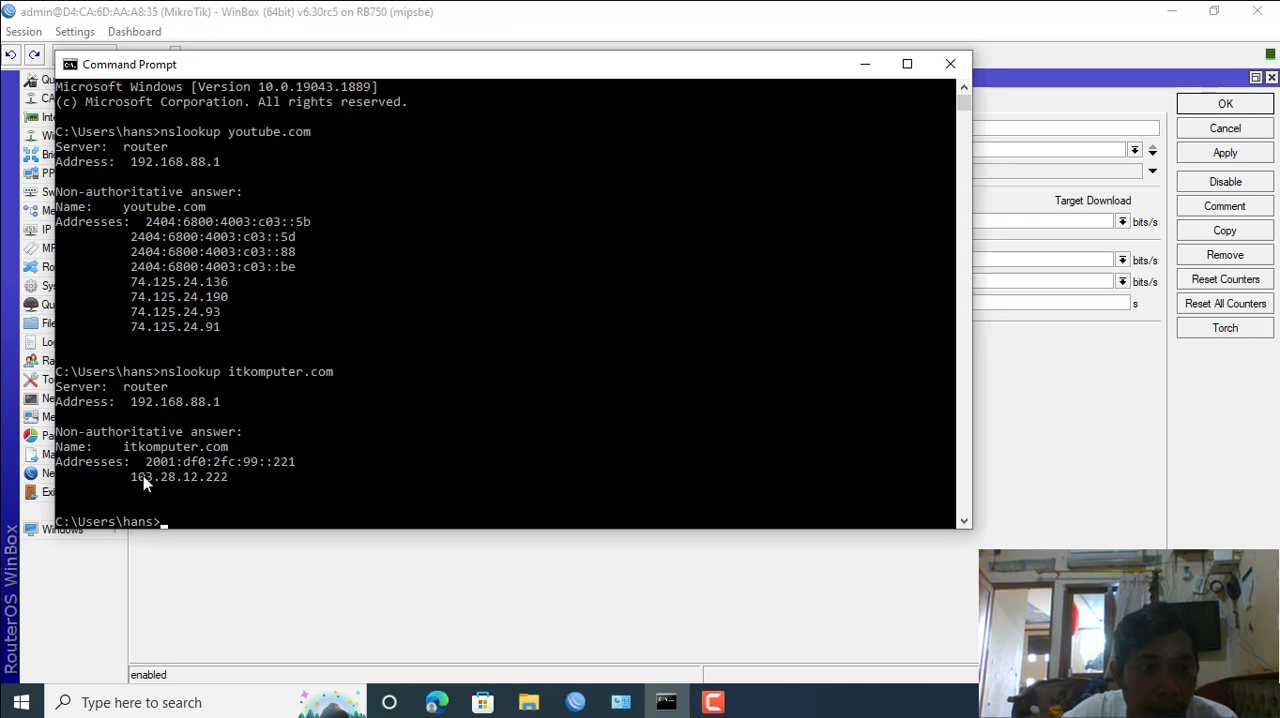 admin@D4:CA:6D:AA:A8:35 (MikroTik) - WinBox (64bit) v6.30rc5 on RB750 (mipsbe)
Session Settings Dashboard
Command Prompt
Microsoft Windows [Version 10.0.19043.1889]
(c) Microsoft Corporation. All rights reserved.
C:\Users\hans>nslookup youtube.com
Server: router
Address: 192.168.88.1
Non-authoritative answer:
Name: youtube.com
Addresses: 2404:6800:4003:c03::5b
2404:6800:4003:c03::5d
2404:6800:4003:c03::88
2404:6800:4003:c03::be
74.125.24.136
74.125.24.190
74.125.24.93
74.125.24.91
C:\Users\hans>nslookup itkomputer.com
Server: router
Address: 192.168.88.1
Non-authoritative answer:
Name: itkomputer.com
Addresses: 2001:df0:2fc:99::221
103.28.12.222
C:\Users\hans>
OK
Cancel
Apply
Target Download
Disable
Comment
bits/s
Copy
Remove
bits/s
Reset Counters
bits/s
Reset All Counters
s
Torch
IP
Windows
RouterOS WinBox
enabled
Type here to search